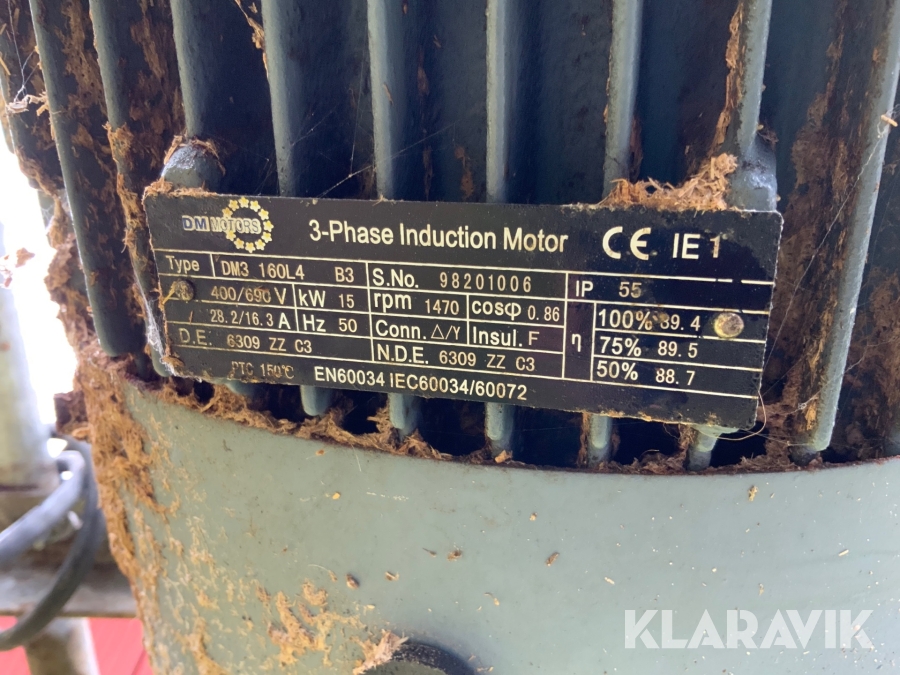 DM MOTORS 3-Phase Induction Motor CE IE1
Type DM3 160L4 B3 S.No. 98201006 IP 55
400/690 V kW 15 rpm 1470 cosφ 0.86 100% 89.4
28.2/16.3 A Hz 50 Conn. △/Y Insul. F η 75% 89.5
D.E. 6309 ZZ C3 N.D.E. 6309 ZZ C3 50% 88.7
PTC 150°C EN60034 IEC60034/60072
KLARAVIK